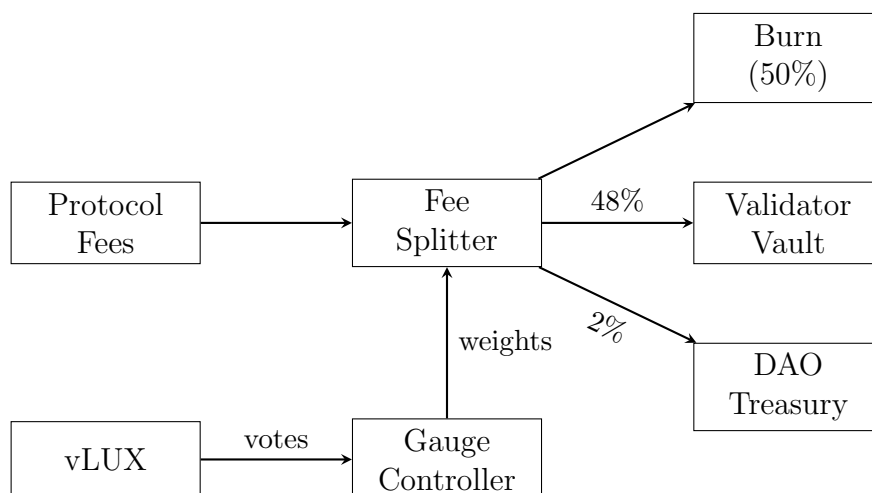 Burn
(50%)
Protocol
Fees
Fee
Splitter
48%
Validator
Vault
2%
weights
DAO
Treasury
vLUX
votes
Gauge
Controller